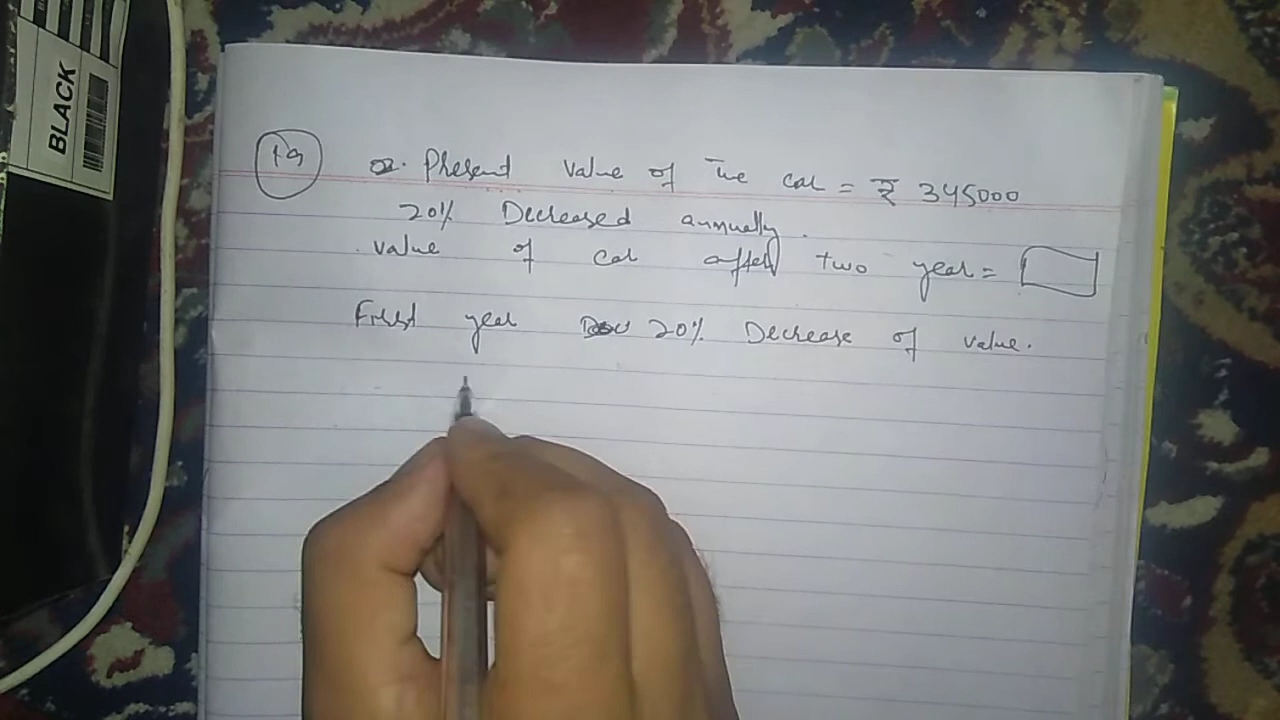 BLACK
19 Present value of the car = ₹ 345000
20% Decreased annually.
value of car after two year =
First year 20% Decrease of value.